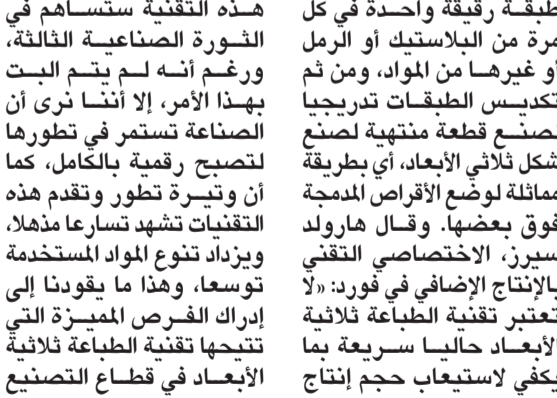 طبقة رقيقة واحدة في كل
مرة من البلاستيك أو الرمل
أو غيرها من المواد، ومن ثم
تكديس الطبقات تدريجيا
لصنع قطعة منتهية لصنع
شكل ثلاثي الأبعاد، أي بطريقة
مماثلة لوضع الأقراص المدمجة
فوق بعضها. وقال هارولد
سيرز، الاختصاصي التقني
بالإنتاج الإضافي في فورد: «لا
تعتبر تقنية الطباعة ثلاثية
الأبعاد حاليا سريعة بما
يكفي لاستيعاب حجم إنتاج
هذه التقنية ستساهم في
الثورة الصناعية الثالثة،
ورغم أنه لم يتم البت
بهذا الأمر، إلا أننا نرى أن
الصناعة تستمر في تطورها
لتصبح رقمية بالكامل، كما
أن وتيرة تطور وتقدم هذه
التقنيات تشهد تسارعا مذهلا،
ويزداد تنوع المواد المستخدمة
توسعا، وهذا ما يقودنا إلى
إدراك الفرص المميزة التي
تتيحها تقنية الطباعة ثلاثية
الأبعاد في قطاع التصنيع